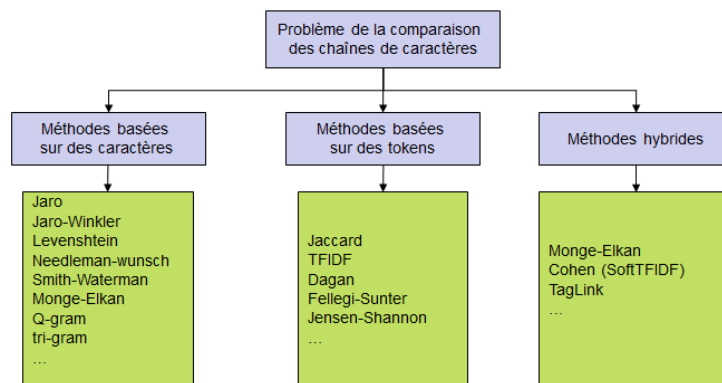 Problème de la comparaison
des chaînes de caractères
Méthodes basées
sur des caractères
Méthodes basées
sur des tokens
Méthodes hybrides
Jaro
Jaro-Winkler
Levenshtein
Needleman-wunsch
Smith-Waterman
Monge-Elkan
Q-gram
tri-gram
…
Jaccard
TFIDF
Dagan
Fellegi-Sunter
Jensen-Shannon
…
Monge-Elkan
Cohen (SoftTFIDF)
TagLink
…